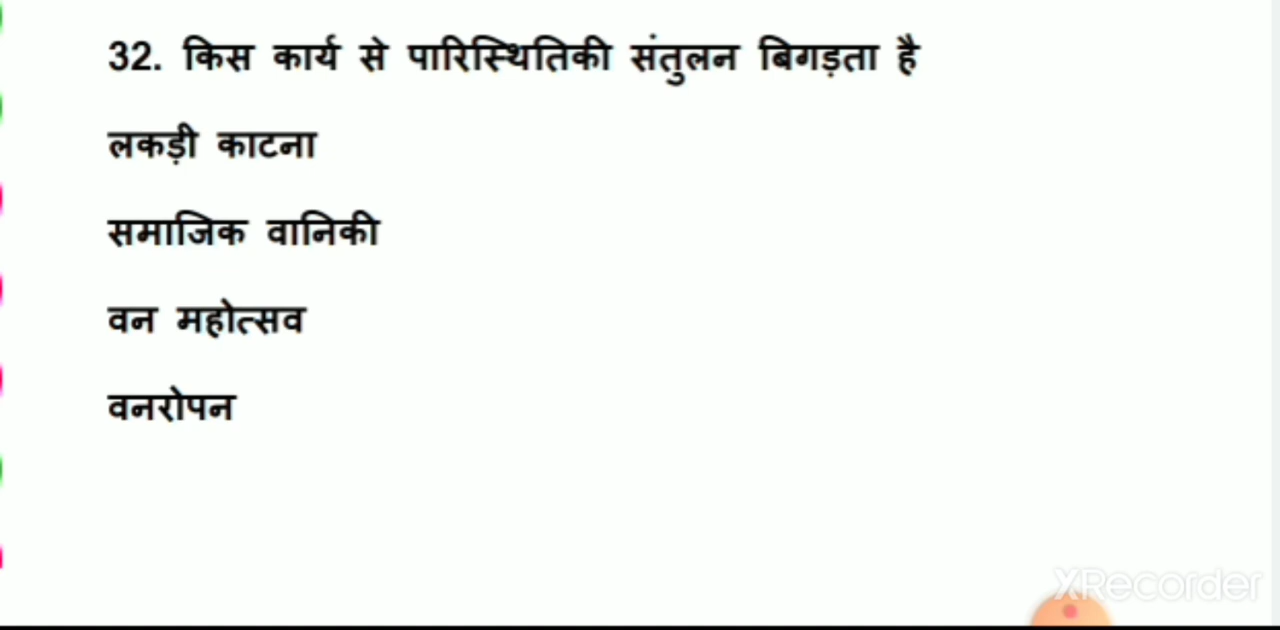 32. किस कार्य से पारिस्थितिकी संतुलन बिगड़ता है
लकड़ी काटना
समाजिक वानिकी
वन महोत्सव
वनरोपन
XRecorder